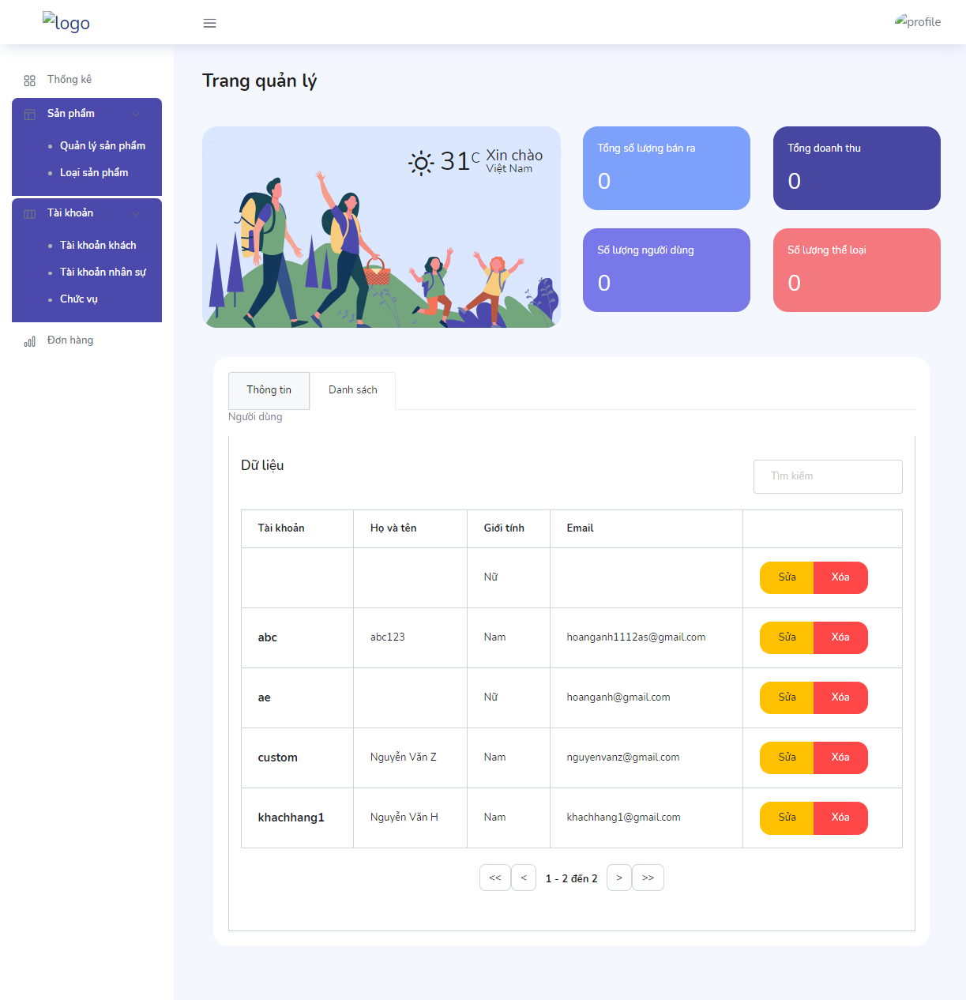 logo
profile
Thống kê
Sản phẩm
Quản lý sản phẩm
Loại sản phẩm
Tài khoản
Tài khoản khách
Tài khoản nhân sự
Chức vụ
Đơn hàng
Trang quản lý
31C Xin chào
Việt Nam
Tổng số lượng bán ra
0
Tổng doanh thu
0
Số lượng người dùng
0
Số lượng thể loại
0
Thông tin Danh sách
Người dùng
Dữ liệu
Tìm kiếm
Tài khoản Họ và tên Giới tính Email
Nữ Sửa Xóa
abc abc123 Nam hoanganh1112as@gmail.com Sửa Xóa
ae Nữ hoanganh@gmail.com Sửa Xóa
custom Nguyễn Văn Z Nam nguyenvanz@gmail.com Sửa Xóa
khachhang1 Nguyễn Văn H Nam khachhang1@gmail.com Sửa Xóa
<< < 1 - 2 đến 2 > >>